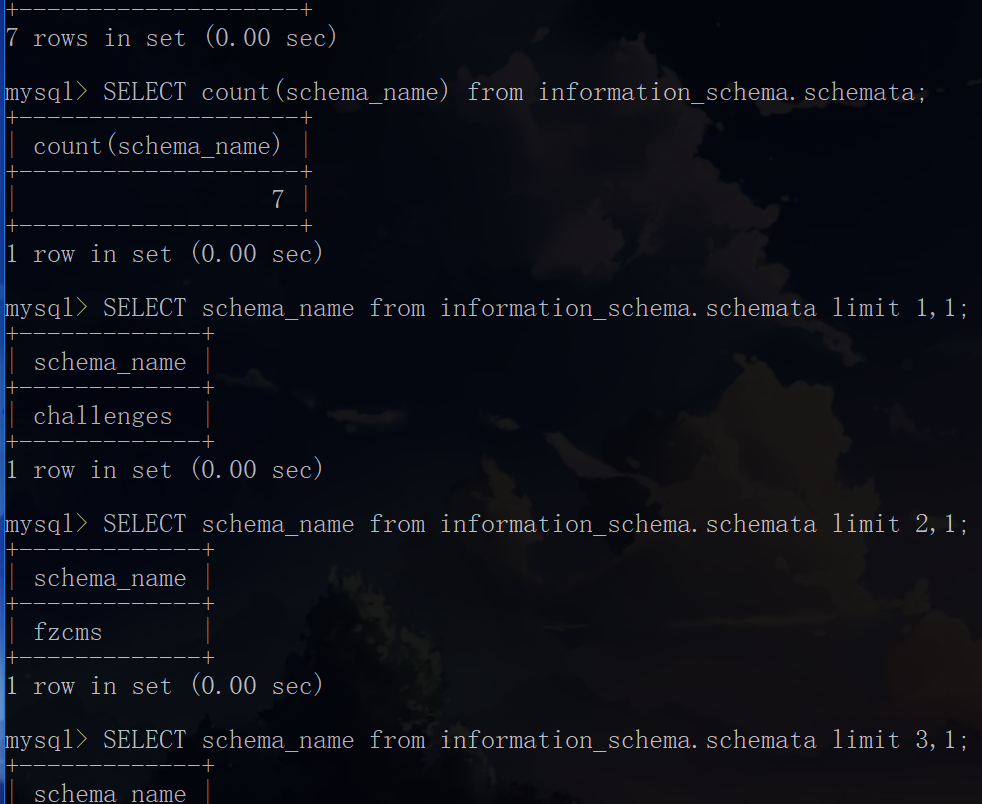 +--------------------+
7 rows in set (0.00 sec)
mysql> SELECT count(schema_name) from information_schema.schemata;
+--------------------+
| count(schema_name) |
+--------------------+
|                  7 |
+--------------------+
1 row in set (0.00 sec)
mysql> SELECT schema_name from information_schema.schemata limit 1,1;
+-------------+
| schema_name |
+-------------+
| challenges  |
+-------------+
1 row in set (0.00 sec)
mysql> SELECT schema_name from information_schema.schemata limit 2,1;
+-------------+
| schema_name |
+-------------+
| fzcms       |
+-------------+
1 row in set (0.00 sec)
mysql> SELECT schema_name from information_schema.schemata limit 3,1;
+-------------+
| schema_name |